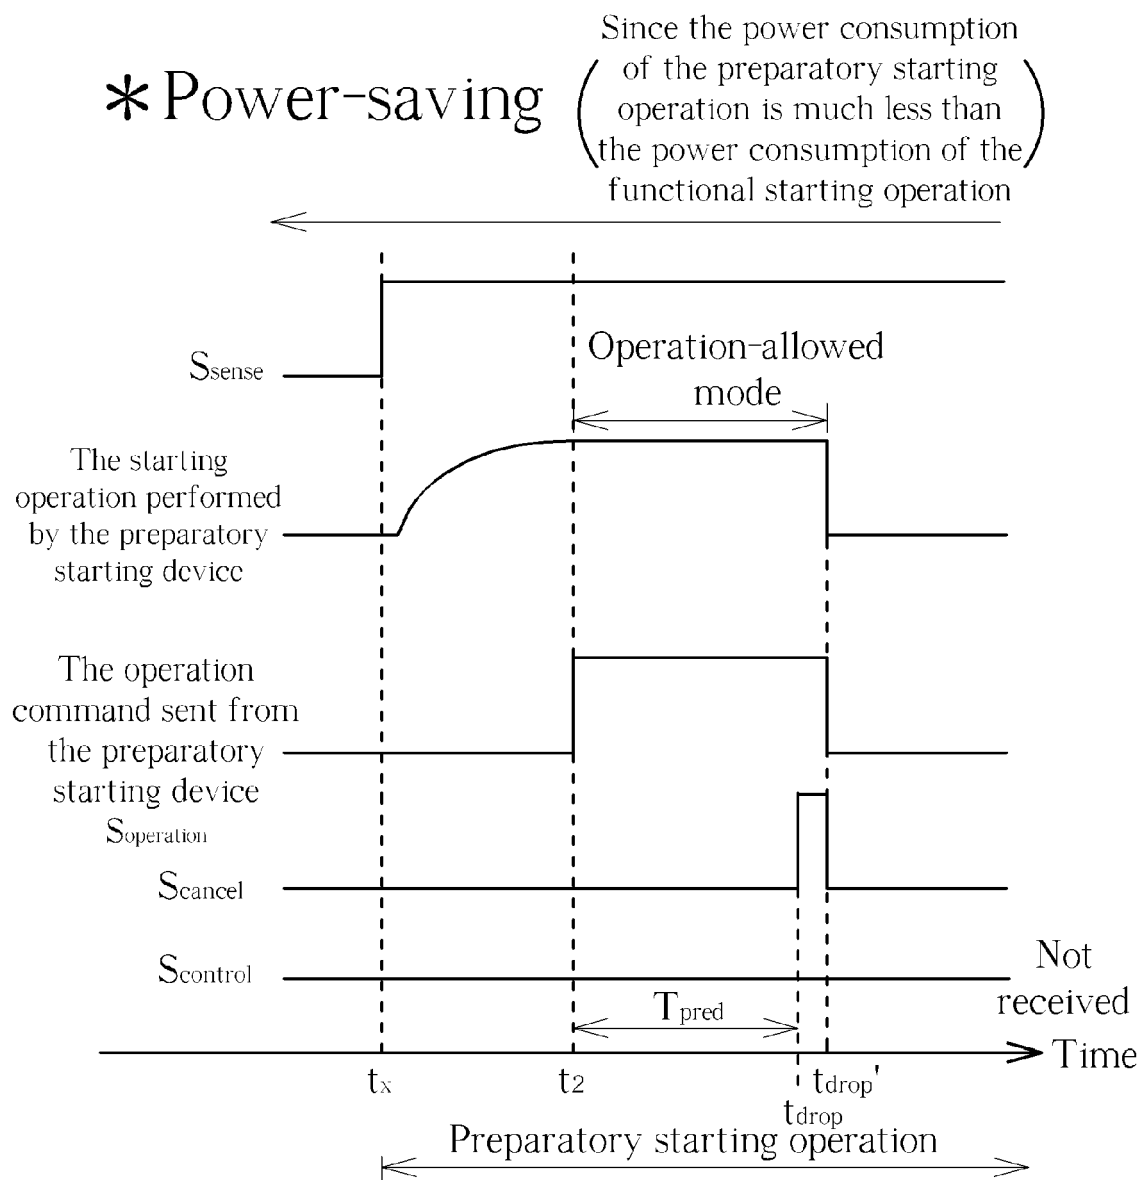 Since the power consumption
of the preparatory starting
operation is much less than
the power consumption of the
functional starting operation
*Power-saving
Ssense
Operation-allowed
mode
The starting
operation performed
by the preparatory
starting device
The operation
command sent from
the preparatory
starting device
Soperation
Scancel
Scontrol
Not
received
Tpred
Time
tx
t2
tdrop'
tdrop
Preparatory starting operation